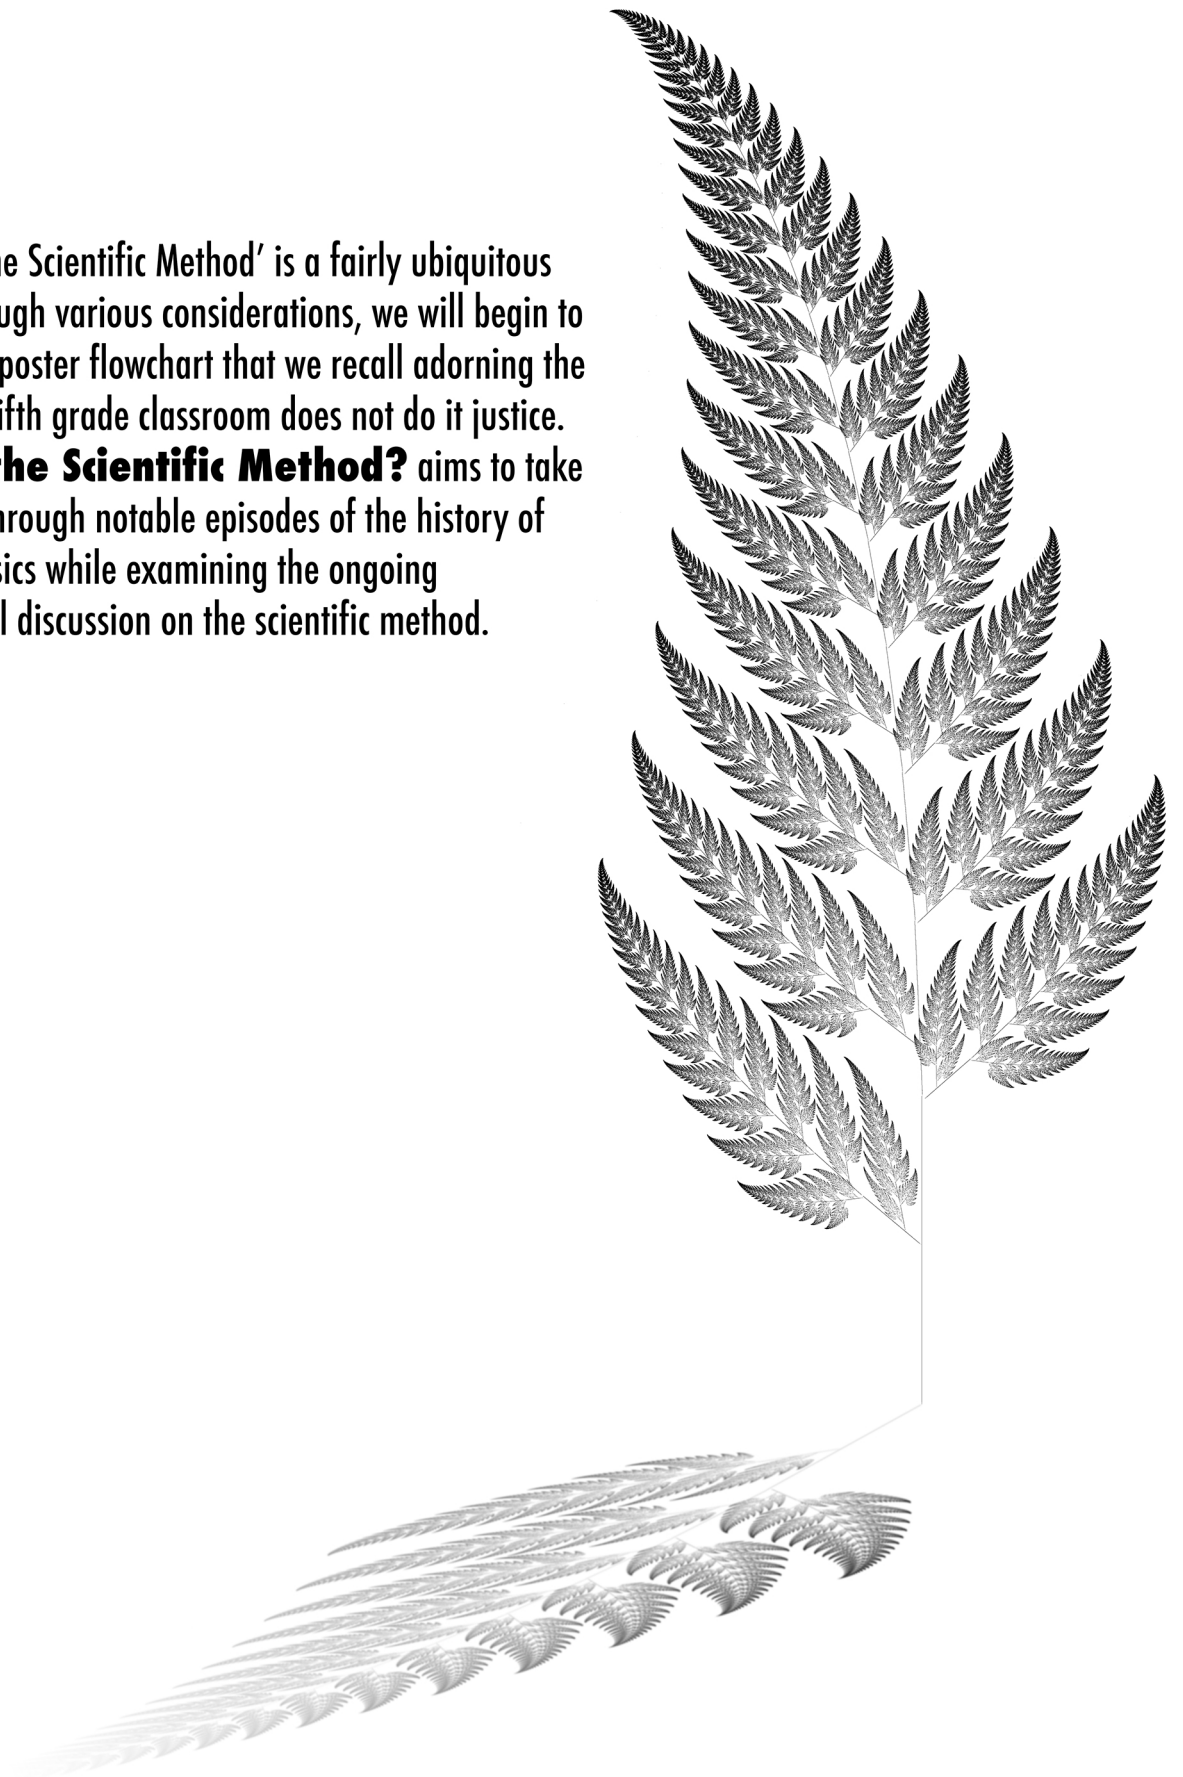 e Scientific Method’ is a fairly ubiquitous
ugh various considerations, we will begin to
poster flowchart that we recall adorning the
ifth grade classroom does not do it justice.
the Scientific Method? aims to take
hrough notable episodes of the history of
sics while examining the ongoing
l discussion on the scientific method.